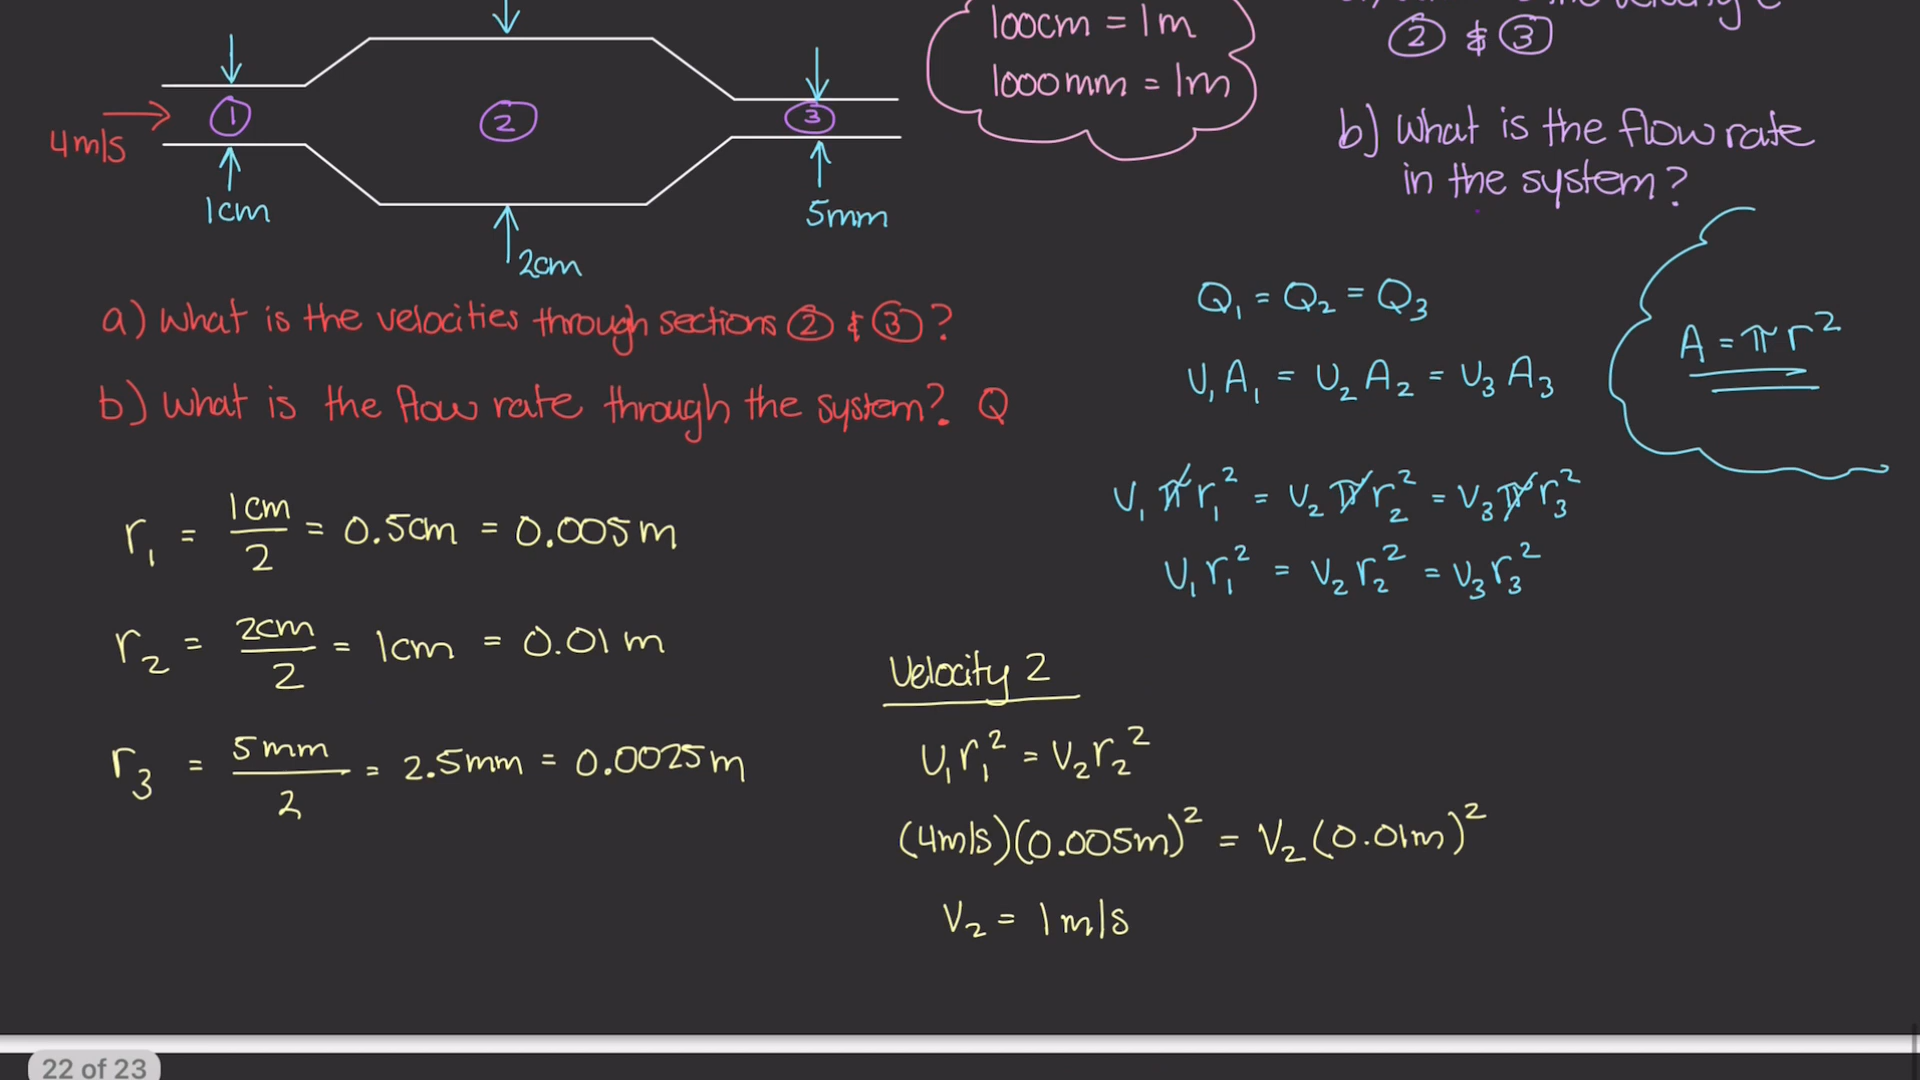 100cm = 1m
1000mm = 1m
② & ③
b) What is the flow rate
in the system?
4m/s
①
②
③
1cm
2cm
5mm
a) What is the velocities through sections ② & ③?
b) What is the flow rate through the system? Q
Q₁ = Q₂ = Q₃
V₁A₁ = V₂A₂ = V₃A₃
A = πr²
V₁πr₁² = V₂πr₂² = V₃πr₃²
V₁r₁² = V₂r₂² = V₃r₃²
r₁ = 1cm/2 = 0.5cm = 0.005m
r₂ = 2cm/2 = 1cm = 0.01m
r₃ = 5mm/2 = 2.5mm = 0.0025m
Velocity 2
V₁r₁² = V₂r₂²
(4m/s)(0.005m)² = V₂(0.01m)²
V₂ = 1m/s
22 of 23